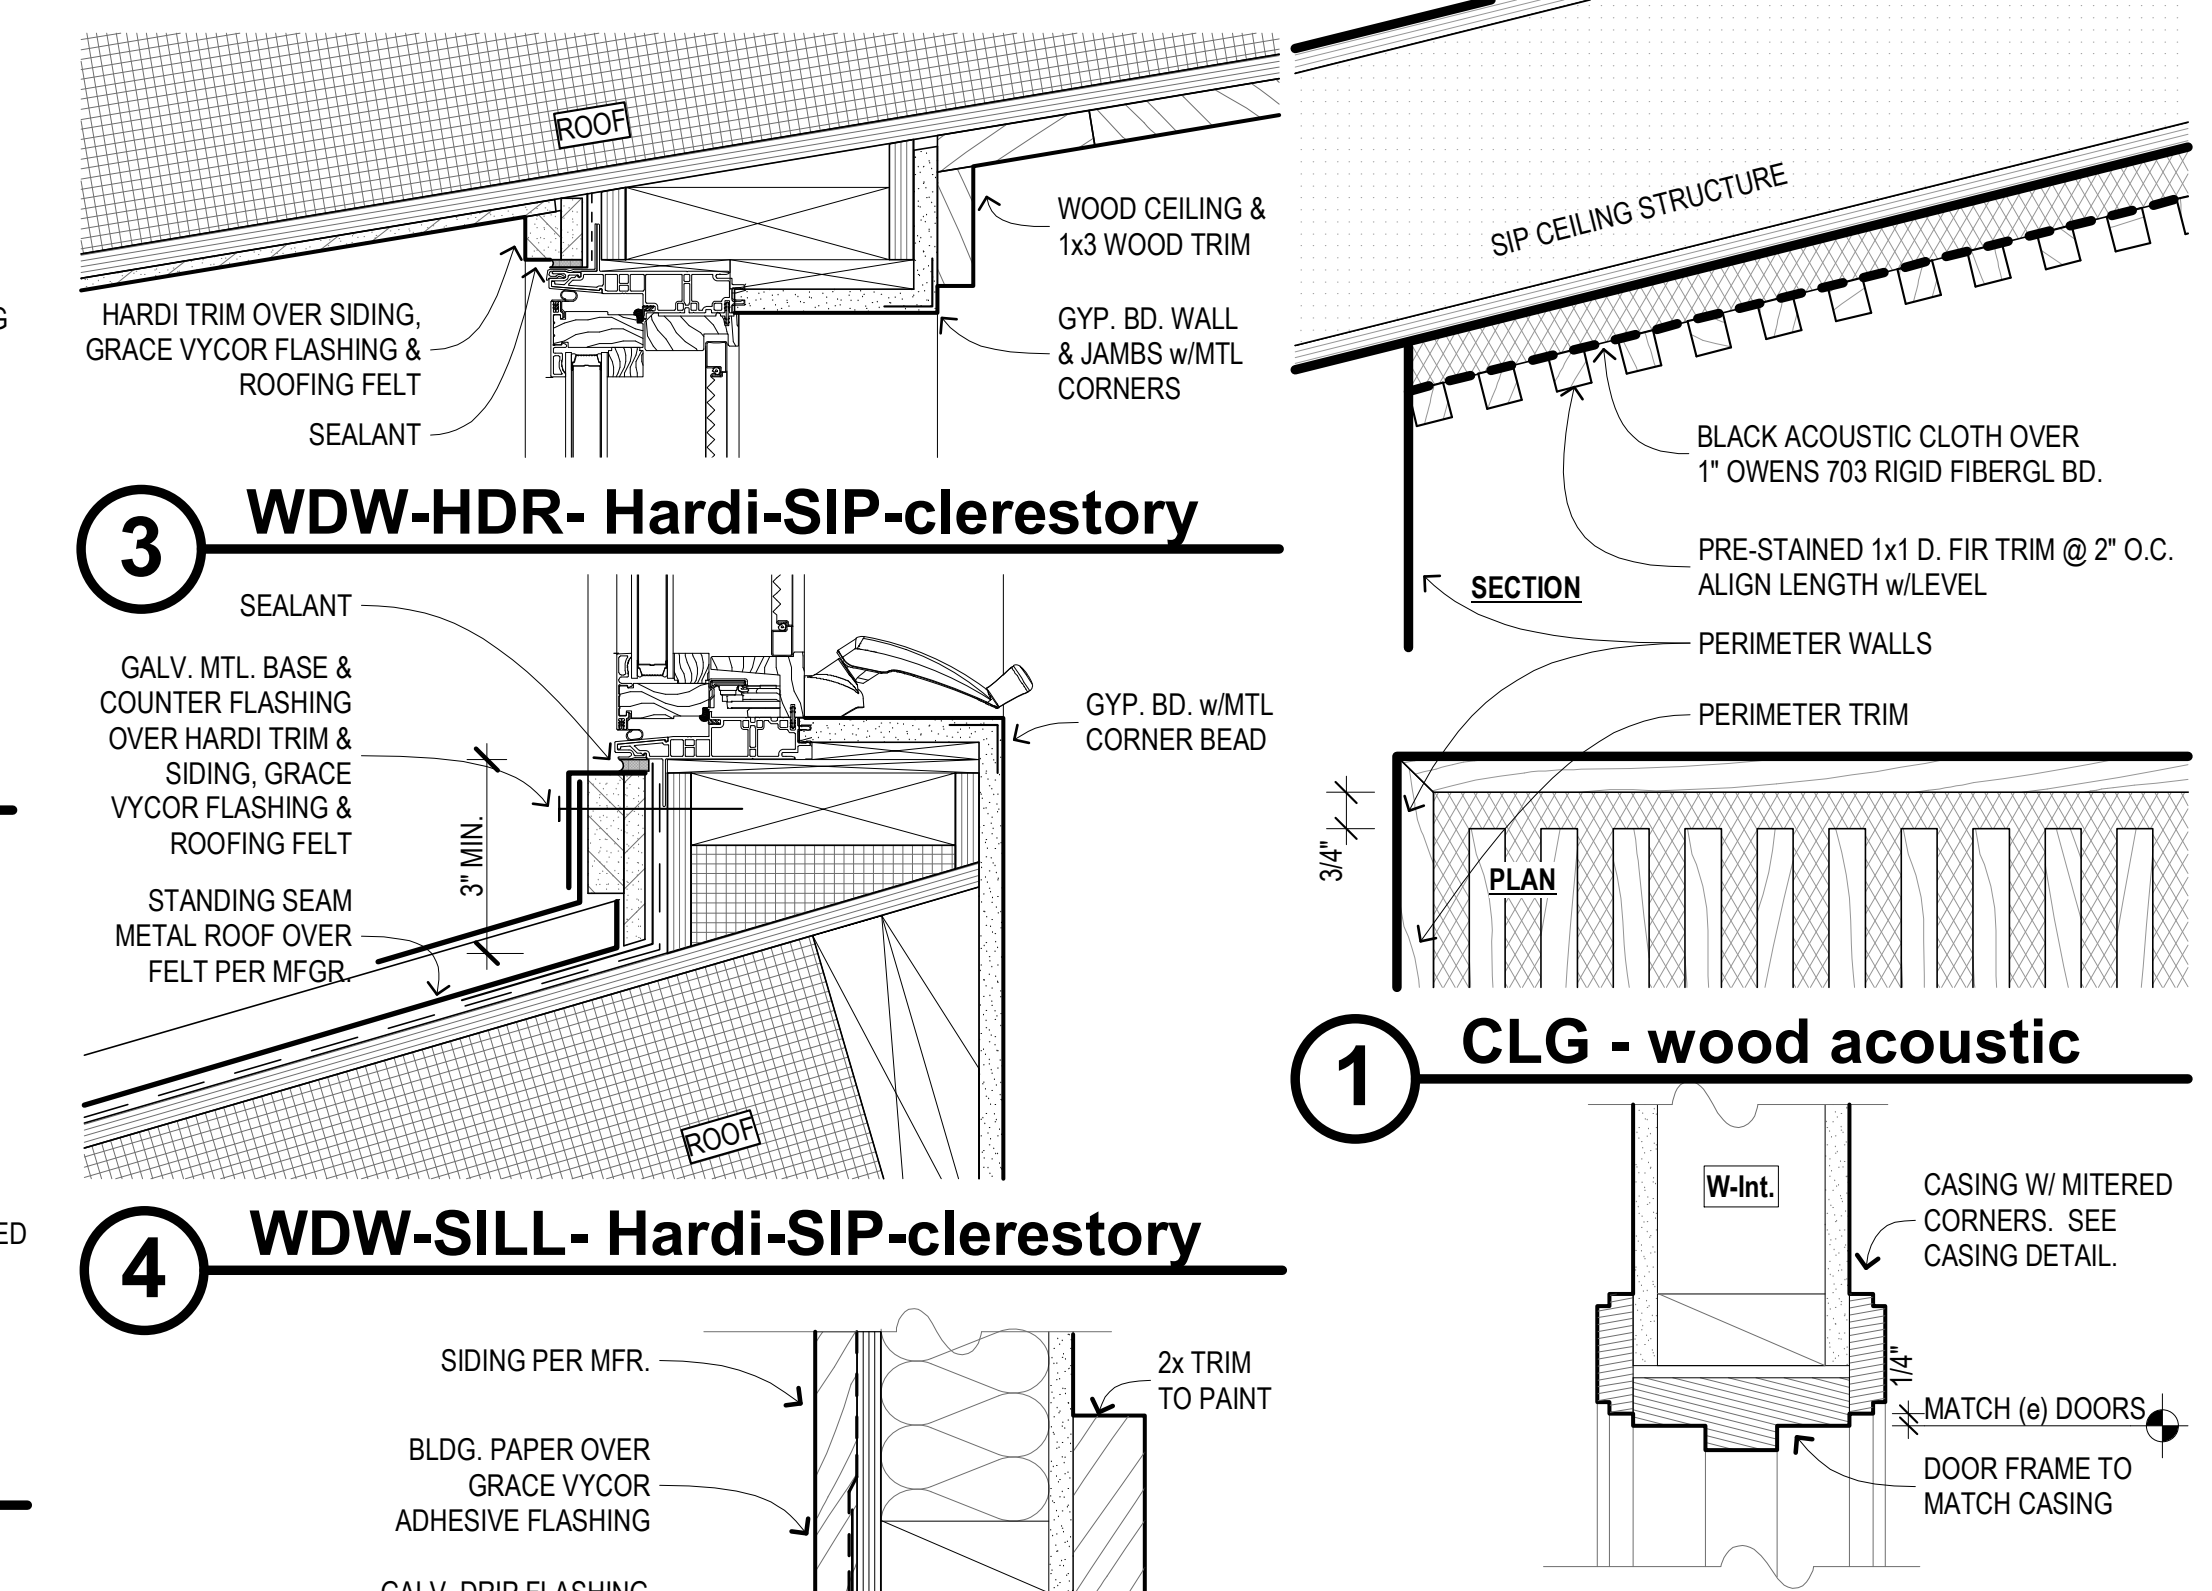 ROOF
WOOD CEILING &
1x3 WOOD TRIM
HARDI TRIM OVER SIDING,
GRACE VYCOR FLASHING &
ROOFING FELT
SEALANT
GYP. BD. WALL
& JAMBS w/MTL
CORNERS
3
WDW-HDR- Hardi-SIP-clerestory
SEALANT
GALV. MTL. BASE &
COUNTER FLASHING
OVER HARDI TRIM &
SIDING, GRACE
VYCOR FLASHING &
ROOFING FELT
3" MIN.
STANDING SEAM
METAL ROOF OVER
FELT PER MFGR.
GYP. BD. w/MTL
CORNER BEAD
ROOF
4
WDW-SILL- Hardi-SIP-clerestory
SIDING PER MFR.
BLDG. PAPER OVER
GRACE VYCOR
ADHESIVE FLASHING
GALV. DRIP FLASHING
2x TRIM
TO PAINT
SIP CEILING STRUCTURE
BLACK ACOUSTIC CLOTH OVER
1" OWENS 703 RIGID FIBERGL BD.
PRE-STAINED 1x1 D. FIR TRIM @ 2" O.C.
ALIGN LENGTH w/LEVEL
SECTION
PERIMETER WALLS
PERIMETER TRIM
3/4"
PLAN
1
CLG - wood acoustic
W-Int.
CASING W/ MITERED
CORNERS. SEE
CASING DETAIL.
1/4"
MATCH (e) DOORS
DOOR FRAME TO
MATCH CASING
G
ED